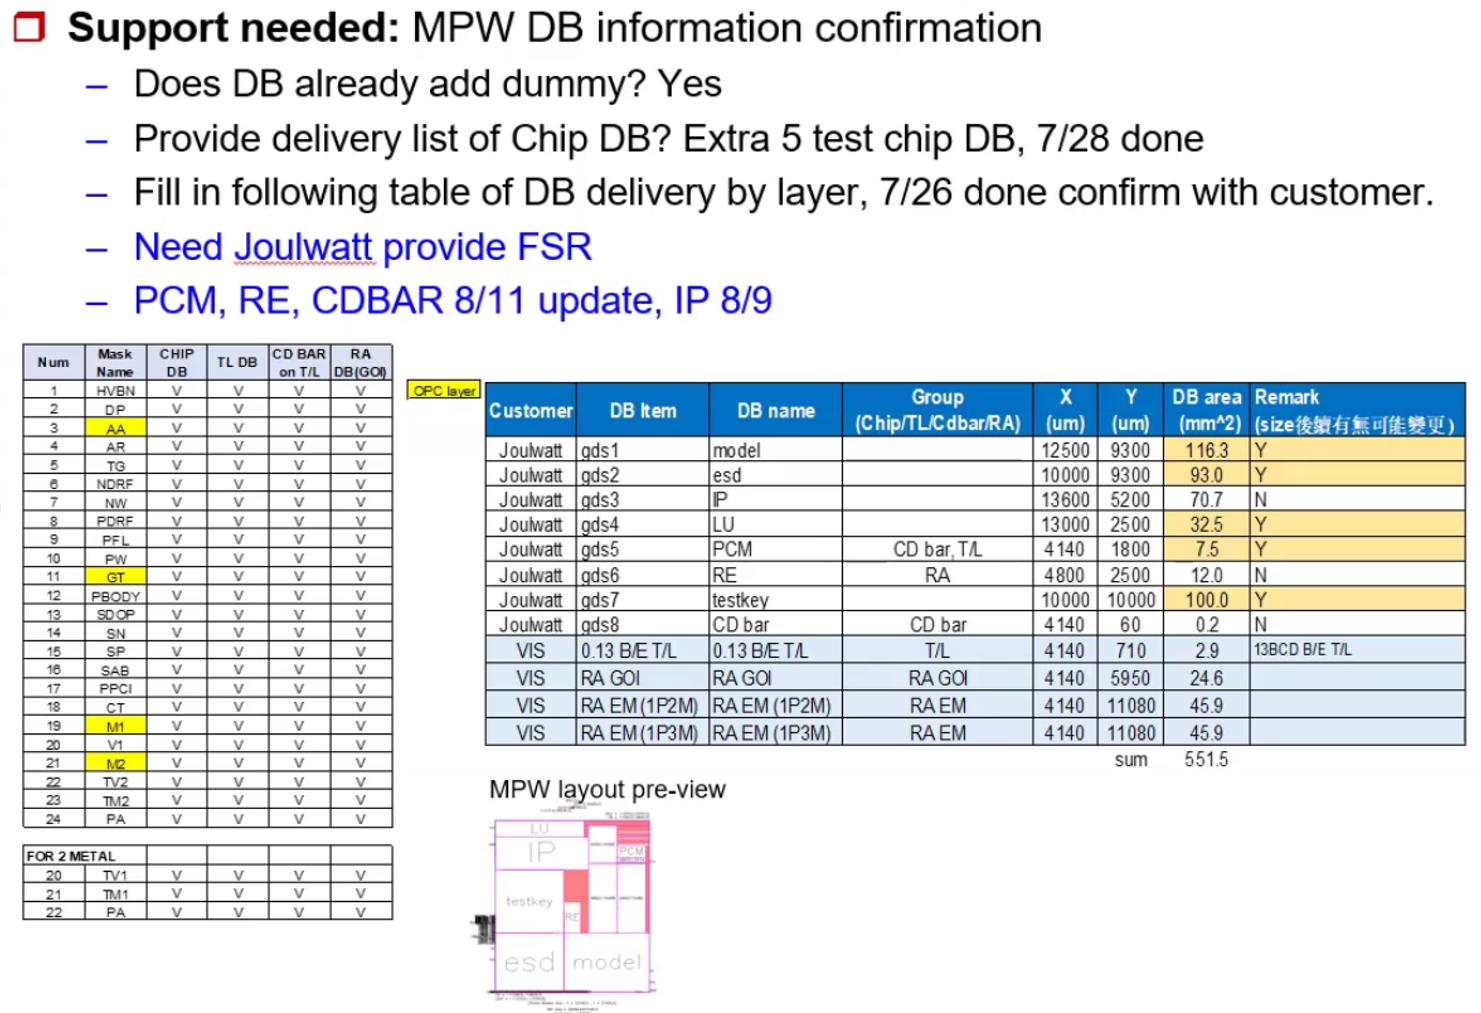 Support needed: MPW DB information confirmation
– Does DB already add dummy? Yes
– Provide delivery list of Chip DB? Extra 5 test chip DB, 7/28 done
– Fill in following table of DB delivery by layer, 7/26 done confirm with customer.
– Need Joulwatt provide FSR
– PCM, RE, CDBAR 8/11 update, IP 8/9
Num Mask Name CHIP DB TL DB CD BAR on T/L RA DB(GOI)
1 HVBN V V V V
2 DP V V V V
3 AA V V V V
4 AR V V V V
5 TG V V V V
6 NDRF V V V V
7 NW V V V V
8 PDRF V V V V
9 PFL V V V V
10 PW V V V V
11 GT V V V V
12 PBODY V V V V
13 SDOP V V V V
14 SN V V V V
15 SP V V V V
16 SAB V V V V
17 PPCI V V V V
18 CT V V V V
19 M1 V V V V
20 V1 V V V V
21 M2 V V V V
22 TV2 V V V V
23 TM2 V V V V
24 PA V V V V
FOR 2 METAL
20 TV1 V V V V
21 TM1 V V V V
22 PA V V V V
OPC layer
Customer DB Item DB name Group (Chip/TL/Cdbar/RA) X (um) Y (um) DB area (mm^2) Remark (size後續有無可能變更)
Joulwatt gds1 model 12500 9300 116.3 Y
Joulwatt gds2 esd 10000 9300 93.0 Y
Joulwatt gds3 IP 13600 5200 70.7 N
Joulwatt gds4 LU 13000 2500 32.5 Y
Joulwatt gds5 PCM CD bar, T/L 4140 1800 7.5 Y
Joulwatt gds6 RE RA 4800 2500 12.0 N
Joulwatt gds7 testkey 10000 10000 100.0 Y
Joulwatt gds8 CD bar CD bar 4140 60 0.2 N
VIS 0.13 B/E T/L 0.13 B/E T/L T/L 4140 710 2.9 13BCD B/E T/L
VIS RA GOI RA GOI RA GOI 4140 5950 24.6
VIS RA EM (1P2M) RA EM (1P2M) RA EM 4140 11080 45.9
VIS RA EM (1P3M) RA EM (1P3M) RA EM 4140 11080 45.9
sum 551.5
MPW layout pre-view
LU
IP
PCM
testkey
RE
esd model